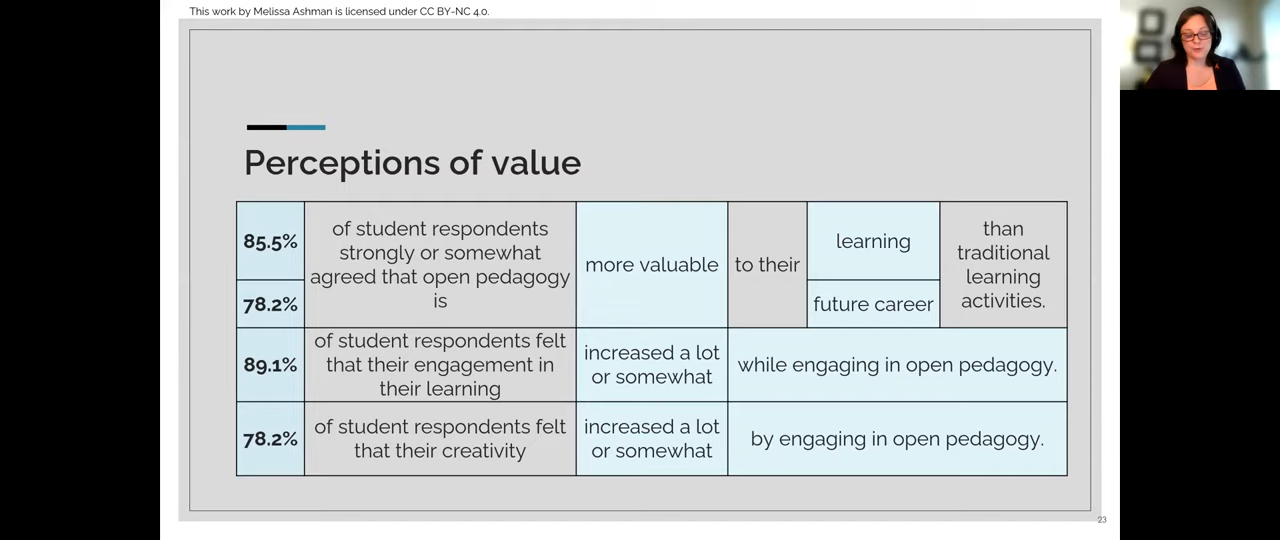 This work by Melissa Ashman is licensed under CC BY-NC 4.0.
Perceptions of value
85.5%
78.2%
of student respondents
strongly or somewhat
agreed that open pedagogy
is
more valuable
to their
learning
future career
than
traditional
learning
activities.
89.1%
of student respondents felt
that their engagement in
their learning
increased a lot
or somewhat
while engaging in open pedagogy.
78.2%
of student respondents felt
that their creativity
increased a lot
or somewhat
by engaging in open pedagogy.
23